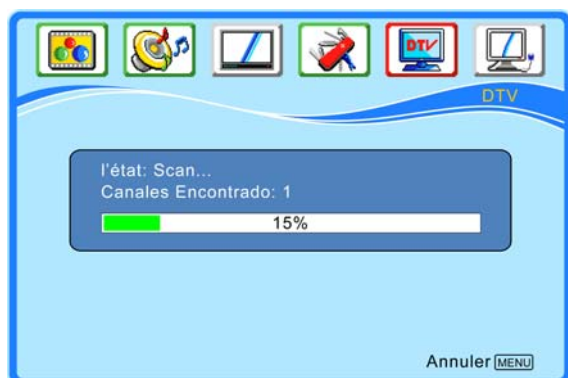 DTV
DTV
l'état: Scan...
Canales Encontrado: 1
15%
Annuler MENU